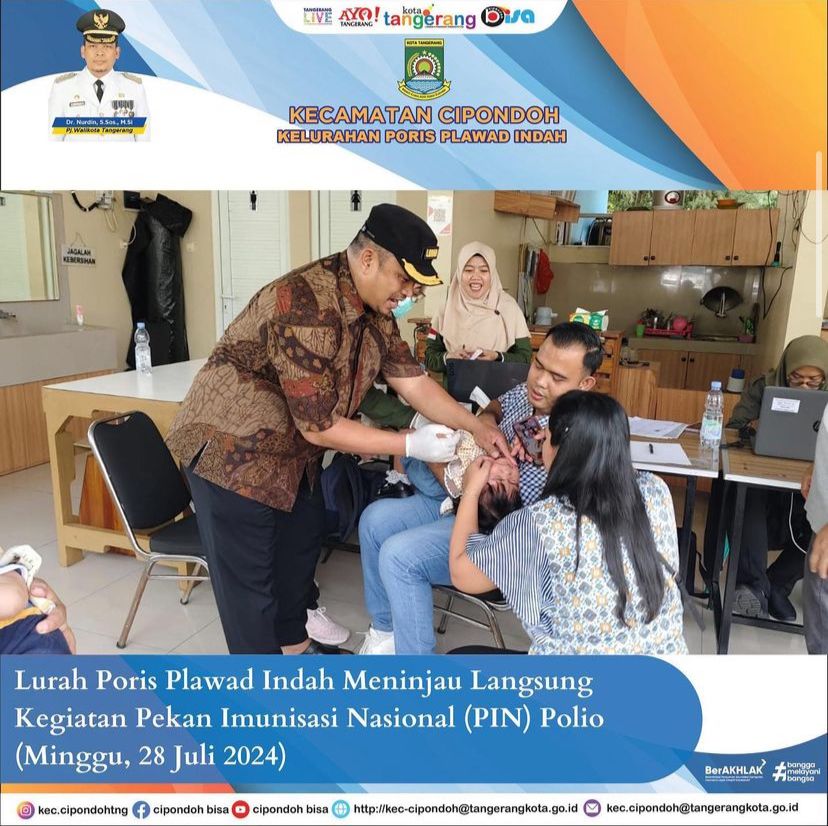 TANGERANG LIVE
AYO! TANGERANG
kota tangerang
BISA
KOTA TANGERANG
KECAMATAN CIPONDOH
KELURAHAN PORIS PLAWAD INDAH
Dr. Nurdin, S.Sos., M.Si
Pj.Walikota Tangerang
JAGALAH
KEBERSIHAN
Lurah Poris Plawad Indah Meninjau Langsung
Kegiatan Pekan Imunisasi Nasional (PIN) Polio
(Minggu, 28 Juli 2024)
BerAKHLAK
#bangga
melayani
bangsa
kec.cipondohtng cipondoh bisa cipondoh bisa http://kec-cipondoh@tangerangkota.go.id kec.cipondoh@tangerangkota.go.id